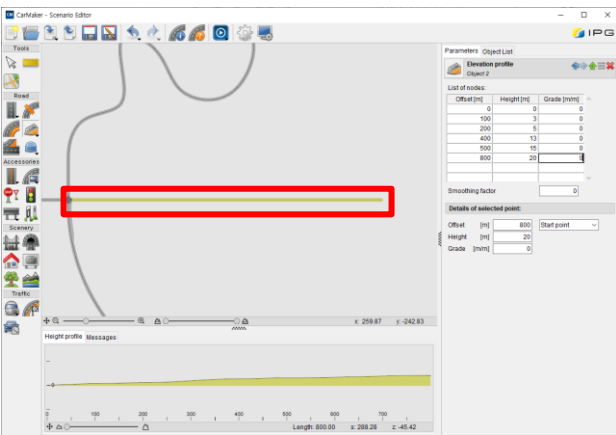 CarMaker - Scenario Editor
IPG
Tools
Road
Accessories
Scenery
Traffic
x: 259.87 y:-242.83
Height profile Messages
0
0 100 200 300 400 500 600 700
Length: 800.00 s: 288.28 z: -45.42
Parameters Object List
Elevation profile
Object 2
List of nodes:
Offset [m] Height [m] Grade [m/m]
0 0 0
100 3 0
200 5 0
400 13 0
500 15 0
800 20 0
Smoothing factor 0
Details of selected point:
Offset [m] 800 Start point
Height [m] 20
Grade [m/m] 0